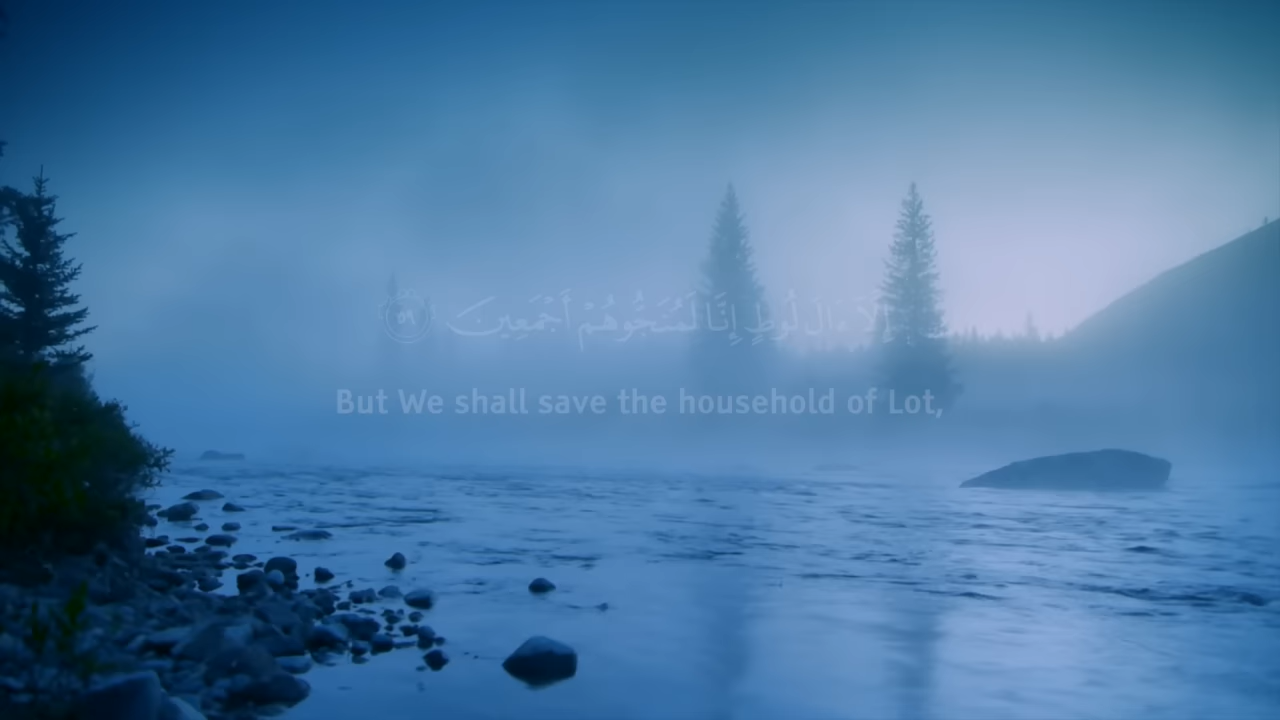 إِلَّا ءَالَ لُوطٍ إِنَّا لَمُنَجُّوهُمْ أَجْمَعِينَ ٥٩
But We shall save the household of Lot,